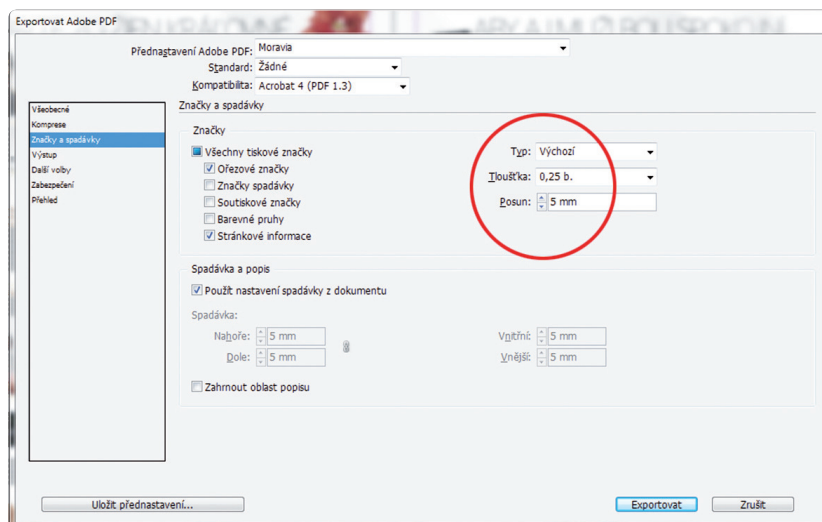 Exportovat Adobe PDF
Přednastavení Adobe PDF: Moravia
Standard: Žádné
Kompatibilita: Acrobat 4 (PDF 1.3)
Všeobecné
Komprese
Značky a spadávky
Výstup
Další volby
Zabezpečení
Přehled
Značky a spadávky
Značky
Všechny tiskové značky
Ořezové značky
Značky spadávky
Soutiskové značky
Barevné pruhy
Stránkové informace
Typ: Výchozí
Tloušťka: 0,25 b.
Posun: 5 mm
Spadávka a popis
Použít nastavení spadávky z dokumentu
Spadávka:
Nahoře: 5 mm
Dole: 5 mm
Vnitřní: 5 mm
Vnější: 5 mm
Zahrnout oblast popisu
Uložit přednastavení...
Exportovat
Zrušit